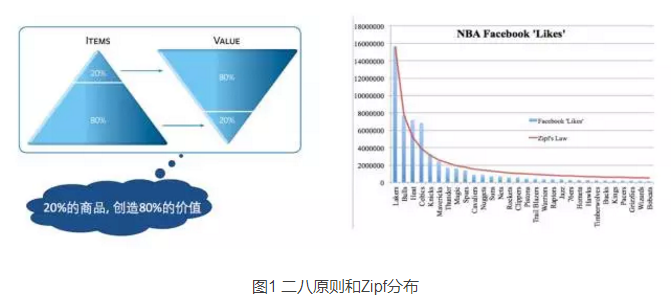 ITEMS
VALUE
20%
80%
80%
20%
20%的商品, 创造80%的价值
NBA Facebook 'Likes'
18000000
16000000
14000000
12000000
10000000
8000000
6000000
4000000
2000000
0
Facebook 'Likes'
Zipf's Law
Lakers
Bulls
Heat
Celtics
Knicks
Mavericks
Thunder
Magic
Spurs
Cavaliers
Nuggets
Suns
Nets
Rockets
Clippers
Pistons
Trail Blazers
Warriors
Raptors
Jazz
76ers
Hornets
Hawks
Timberwolves
Bucks
Kings
Pacers
Grizzlies
Wizards
Bobcats
图1 二八原则和Zipf分布